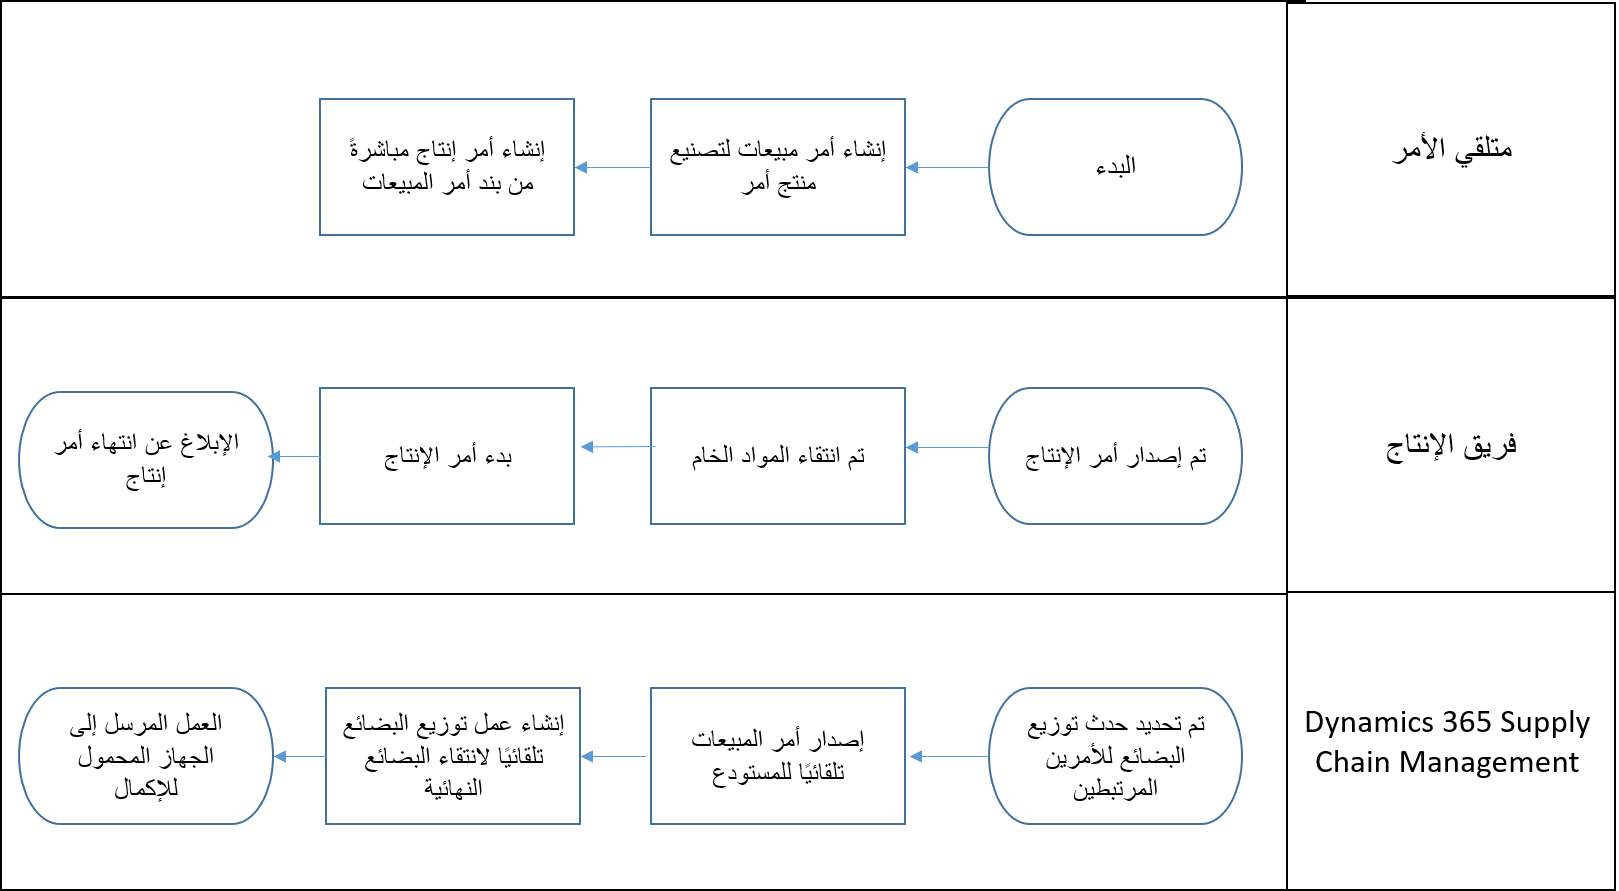 متلقي الأمر
البدء
إنشاء أمر مبيعات لتصنيع
منتج أمر
إنشاء أمر إنتاج مباشرةً
من بند أمر المبيعات
فريق الإنتاج
تم إصدار أمر الإنتاج
تم انتقاء المواد الخام
بدء أمر الإنتاج
الإبلاغ عن انتهاء أمر
إنتاج
Dynamics 365 Supply
Chain Management
تم تحديد حدث توزيع
البضائع للأمرين
المرتبطين
إصدار أمر المبيعات
تلقائيًا للمستودع
إنشاء عمل توزيع البضائع
تلقائيًا لانتقاء البضائع
النهائية
العمل المرسل إلى
الجهاز المحمول
للإكمال